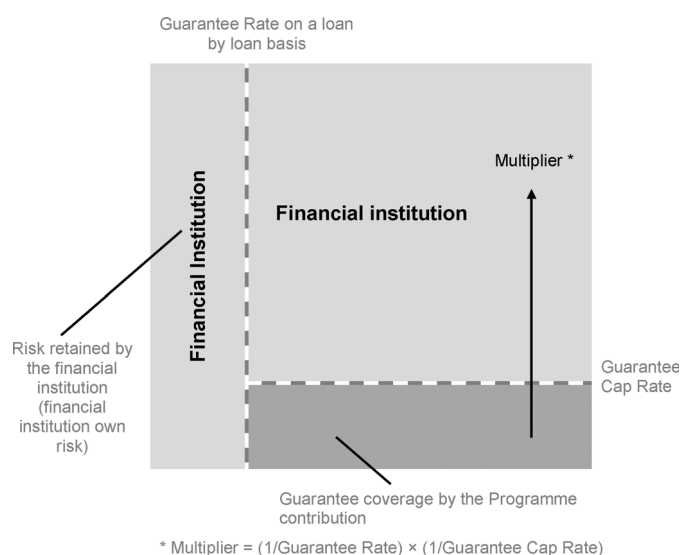 Guarantee Rate on a loan
by loan basis
Multiplier *
Financial Institution
Financial institution
Risk retained by
the financial
institution
(financial
institution own
risk)
Guarantee
Cap Rate
Guarantee coverage by the Programme
contribution
* Multiplier = (1/Guarantee Rate) × (1/Guarantee Cap Rate)